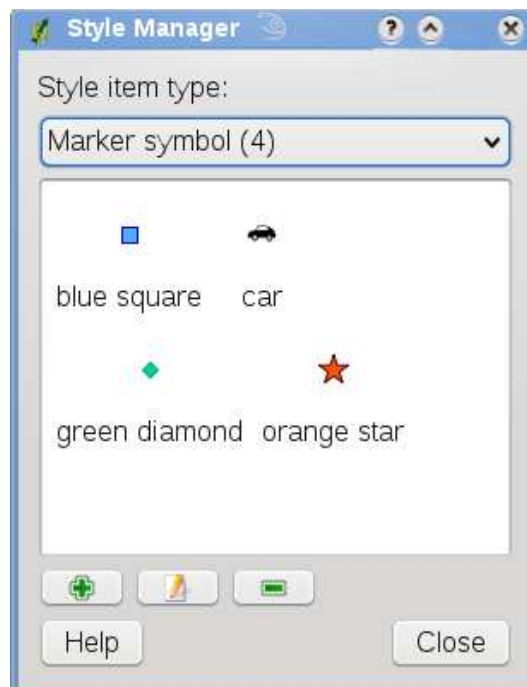 Style Manager
Style item type:
Marker symbol (4)
blue square car
green diamond orange star
Help Close